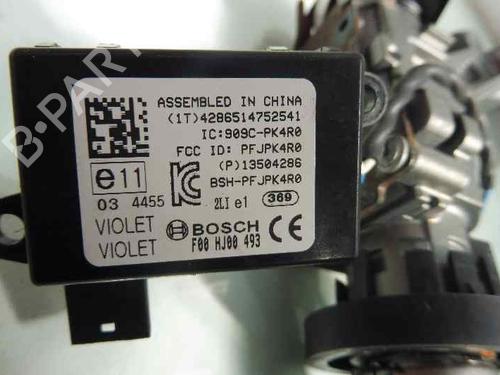 ASSEMBLED IN CHINA
(1T)4286514752541
IC:909C-PK4R0
FCC ID: PFJPK4R0
(P)13504286
BSH-PFJPK4R0
e11
03 4455
2LI e1 369
VIOLET
VIOLET
BOSCH
F00 HJ00 493
CE
B-PARTS